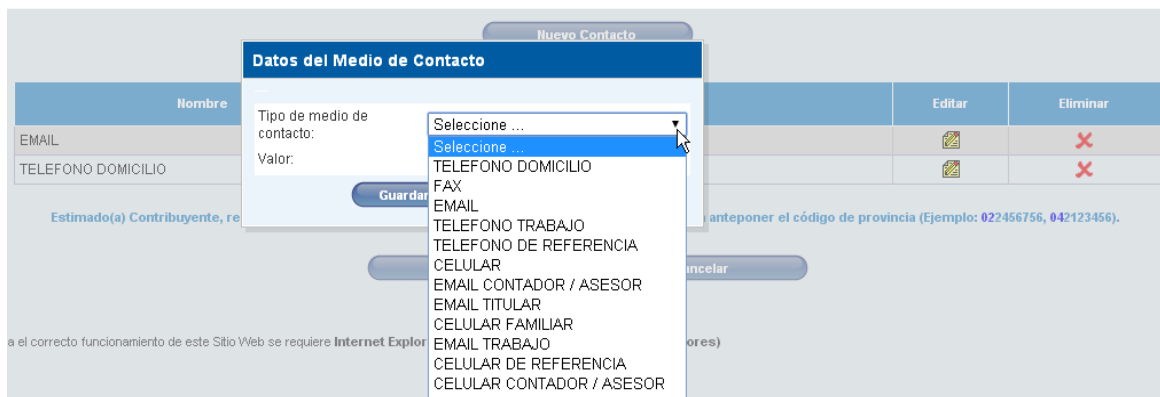 Nuevo Contacto
Datos del Medio de Contacto
Nombre
Editar
Eliminar
Tipo de medio de
contacto:
Seleccione ...
EMAIL
Seleccione ...
Valor:
TELEFONO DOMICILIO
TELEFONO DOMICILIO
FAX
Guardar
EMAIL
Estimado(a) Contribuyente, re
anteponer el código de provincia (Ejemplo: 022456756, 042123456).
TELEFONO TRABAJO
TELEFONO DE REFERENCIA
CELULAR
ancelar
EMAIL CONTADOR / ASESOR
EMAIL TITULAR
CELULAR FAMILIAR
a el correcto funcionamiento de este Sitio Web se requiere Internet Explor
ores)
EMAIL TRABAJO
CELULAR DE REFERENCIA
CELULAR CONTADOR / ASESOR